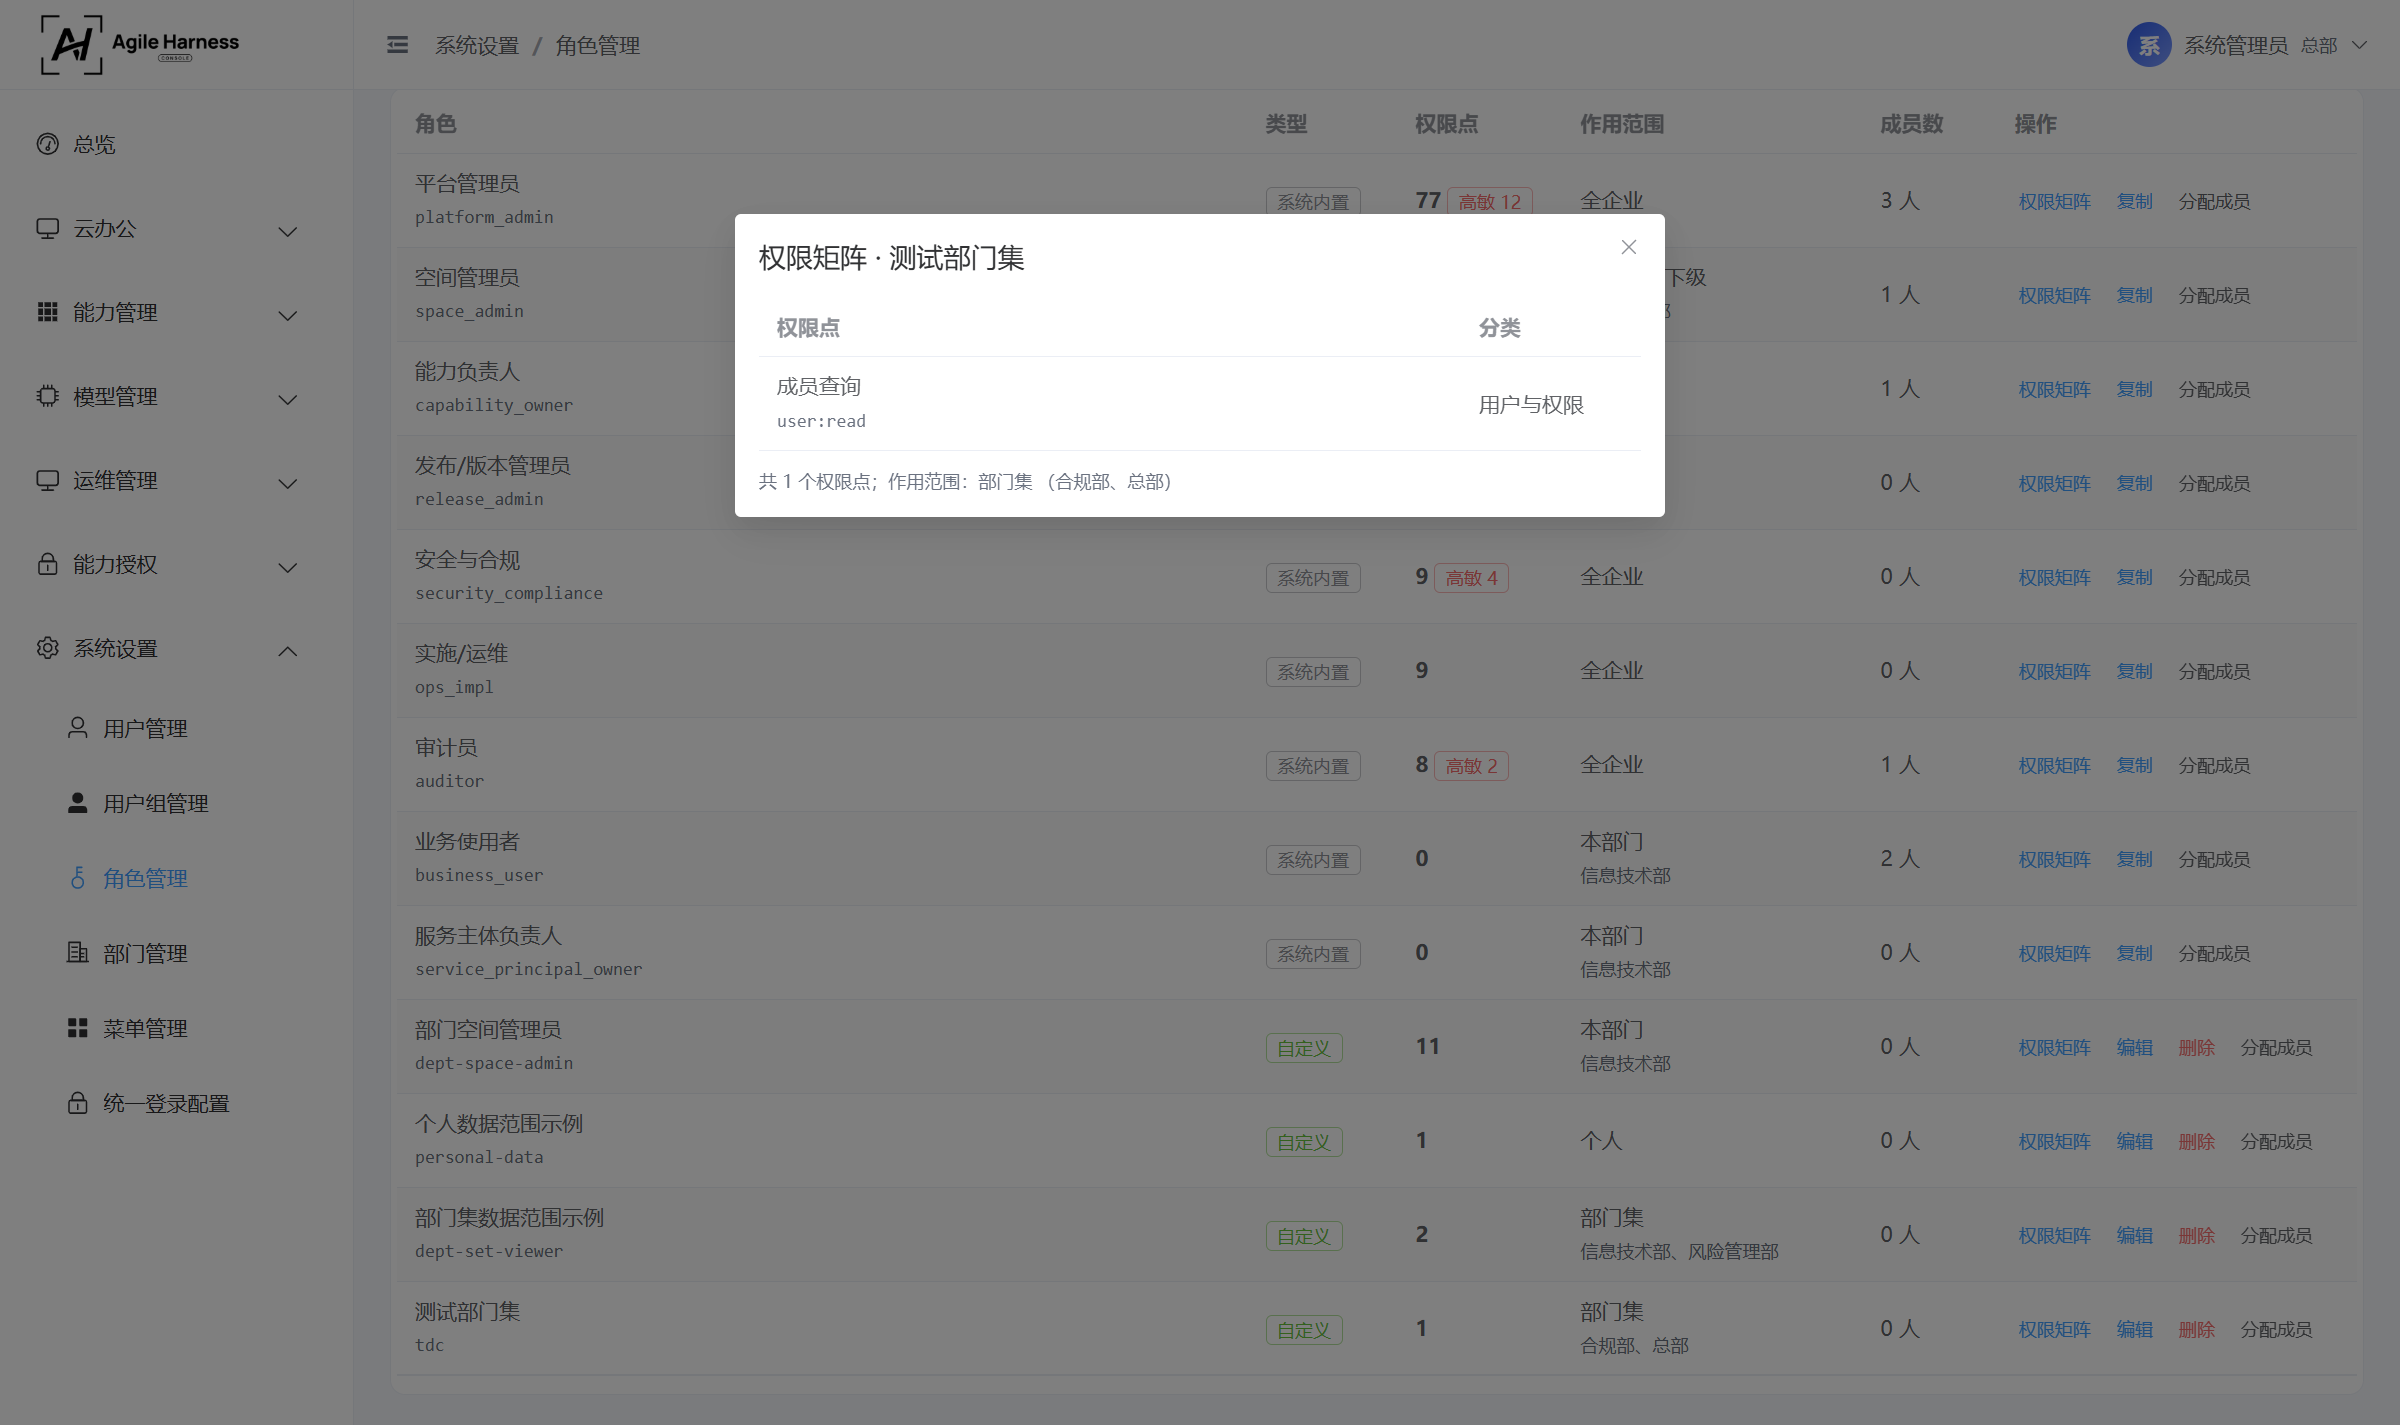 Agile Harness
CONSOLE
系统设置 / 角色管理
系 系统管理员 总部
总览
云办公
能力管理
模型管理
运维管理
能力授权
系统设置
用户管理
用户组管理
角色管理
部门管理
菜单管理
统一登录配置
角色 类型 权限点 作用范围 成员数 操作
平台管理员
platform_admin
系统内置 77 高敏 12 全企业 3 人 权限矩阵 复制 分配成员
空间管理员
space_admin
下级
1 人 权限矩阵 复制 分配成员
能力负责人
capability_owner
1 人 权限矩阵 复制 分配成员
发布/版本管理员
release_admin
0 人 权限矩阵 复制 分配成员
安全与合规
security_compliance
系统内置 9 高敏 4 全企业 0 人 权限矩阵 复制 分配成员
实施/运维
ops_impl
系统内置 9 全企业 0 人 权限矩阵 复制 分配成员
审计员
auditor
系统内置 8 高敏 2 全企业 1 人 权限矩阵 复制 分配成员
业务使用者
business_user
系统内置 0 本部门
信息技术部
2 人 权限矩阵 复制 分配成员
服务主体负责人
service_principal_owner
系统内置 0 本部门
信息技术部
0 人 权限矩阵 复制 分配成员
部门空间管理员
dept-space-admin
自定义 11 本部门
信息技术部
0 人 权限矩阵 编辑 删除 分配成员
个人数据范围示例
personal-data
自定义 1 个人 0 人 权限矩阵 编辑 删除 分配成员
部门集数据范围示例
dept-set-viewer
自定义 2 部门集
信息技术部、风险管理部
0 人 权限矩阵 编辑 删除 分配成员
测试部门集
tdc
自定义 1 部门集
合规部、总部
0 人 权限矩阵 编辑 删除 分配成员
权限矩阵 · 测试部门集
权限点 分类
成员查询
user:read
用户与权限
共 1 个权限点；作用范围：部门集 （合规部、总部）